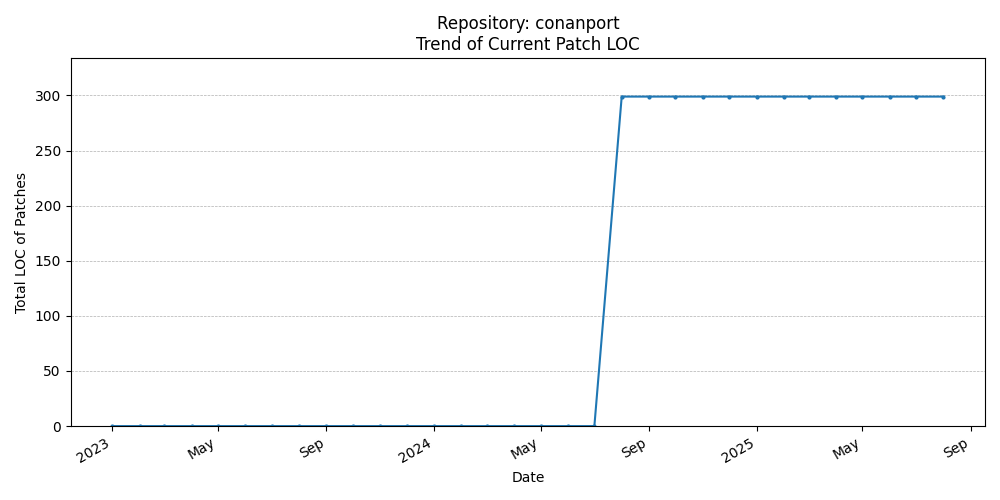 Repository: conanport
Trend of Current Patch LOC
Total LOC of Patches
300
250
200
150
100
50
0
2023
May
Sep
2024
May
Sep
2025
May
Sep
Date